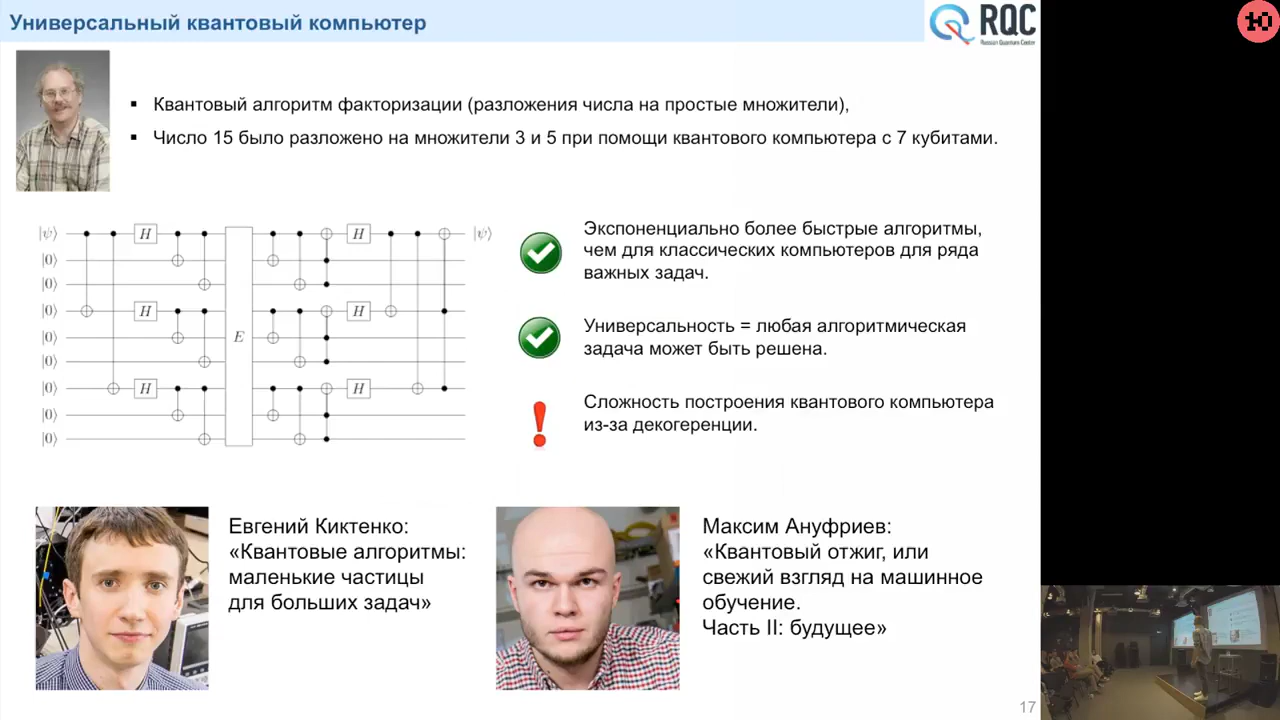 Универсальный квантовый компьютер
RQC
Russian Quantum Center
Ю
▪ Квантовый алгоритм факторизации (разложения числа на простые множители),
▪ Число 15 было разложено на множители 3 и 5 при помощи квантового компьютера с 7 кубитами.
|ψ⟩ H H |ψ⟩
|0⟩
|0⟩
|0⟩ H H
|0⟩ E
|0⟩
|0⟩ H H
|0⟩
|0⟩
Экспоненциально более быстрые алгоритмы,
чем для классических компьютеров для ряда
важных задач.
Универсальность = любая алгоритмическая
задача может быть решена.
Сложность построения квантового компьютера
из-за декогеренции.
Евгений Киктенко:
«Квантовые алгоритмы:
маленькие частицы
для больших задач»
Максим Ануфриев:
«Квантовый отжиг, или
свежий взгляд на машинное
обучение.
Часть II: будущее»
17